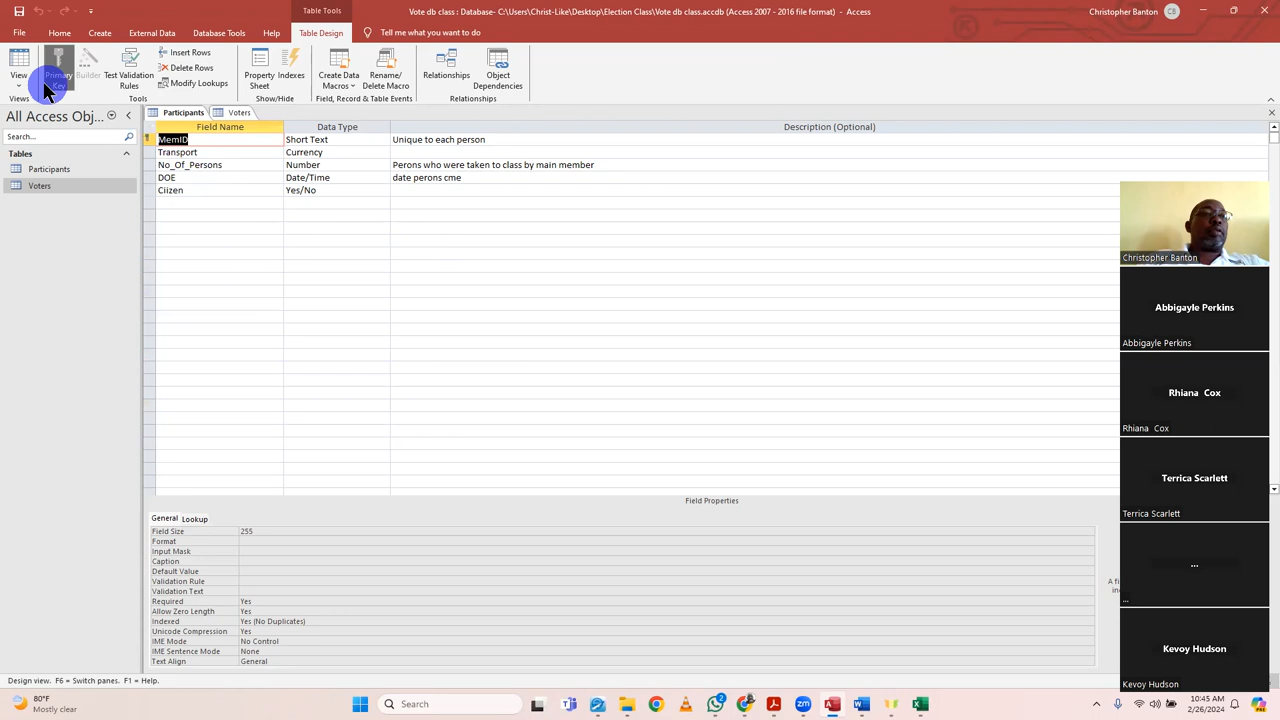 Table Tools
Vote db class : Database- C:\Users\Christ-Like\Desktop\Election Class\Vote db class.accdb (Access 2007 - 2016 file format) - Access
Christopher Banton
CB
File
Home
Create
External Data
Database Tools
Help
Table Design
Tell me what you want to do
View
Primary Key
Builder
Test Validation Rules
Insert Rows
Delete Rows
Modify Lookups
Property Sheet
Indexes
Create Data Macros
Rename/ Delete Macro
Relationships
Object Dependencies
Views
Tools
Show/Hide
Field, Record & Table Events
Relationships
All Access Obj...
Search...
Tables
Participants
Voters
Participants
Voters
Field Name Data Type Description (Optional)
MemID Short Text Unique to each person
Transport Currency
No_Of_Persons Number Perons who were taken to class by main member
DOE Date/Time date perons cme
Ciizen Yes/No
Field Properties
General Lookup
Field Size 255
Format
Input Mask
Caption
Default Value
Validation Rule
Validation Text
Required Yes
Allow Zero Length Yes
Indexed Yes (No Duplicates)
Unicode Compression Yes
IME Mode No Control
IME Sentence Mode None
Text Align General
A fi
Christopher Banton
Abbigayle Perkins
Abbigayle Perkins
Rhiana Cox
Rhiana Cox
Terrica Scarlett
Terrica Scarlett
...
...
Kevoy Hudson
Kevoy Hudson
Design view. F6 = Switch panes. F1 = Help.
80°F
Sunny
Search
2
10:45 AM
2/26/2024